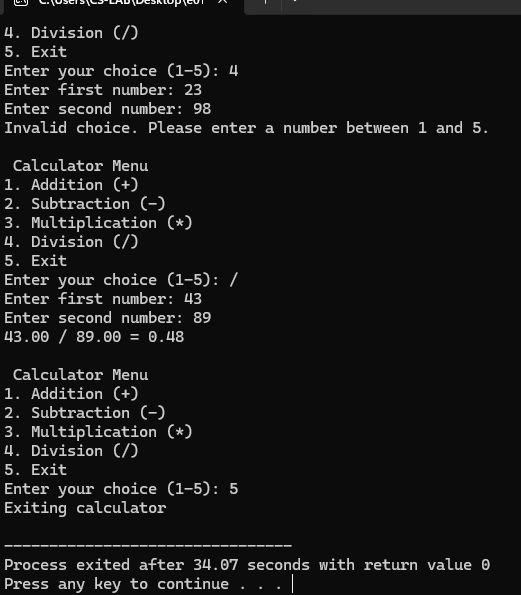 C:\Users\CS-LAB\Desktop\e01
4. Division (/)
5. Exit
Enter your choice (1-5): 4
Enter first number: 23
Enter second number: 98
Invalid choice. Please enter a number between 1 and 5.
Calculator Menu
1. Addition (+)
2. Subtraction (-)
3. Multiplication (*)
4. Division (/)
5. Exit
Enter your choice (1-5): /
Enter first number: 43
Enter second number: 89
43.00 / 89.00 = 0.48
Calculator Menu
1. Addition (+)
2. Subtraction (-)
3. Multiplication (*)
4. Division (/)
5. Exit
Enter your choice (1-5): 5
Exiting calculator
--------------------------------
Process exited after 34.07 seconds with return value 0
Press any key to continue . . .